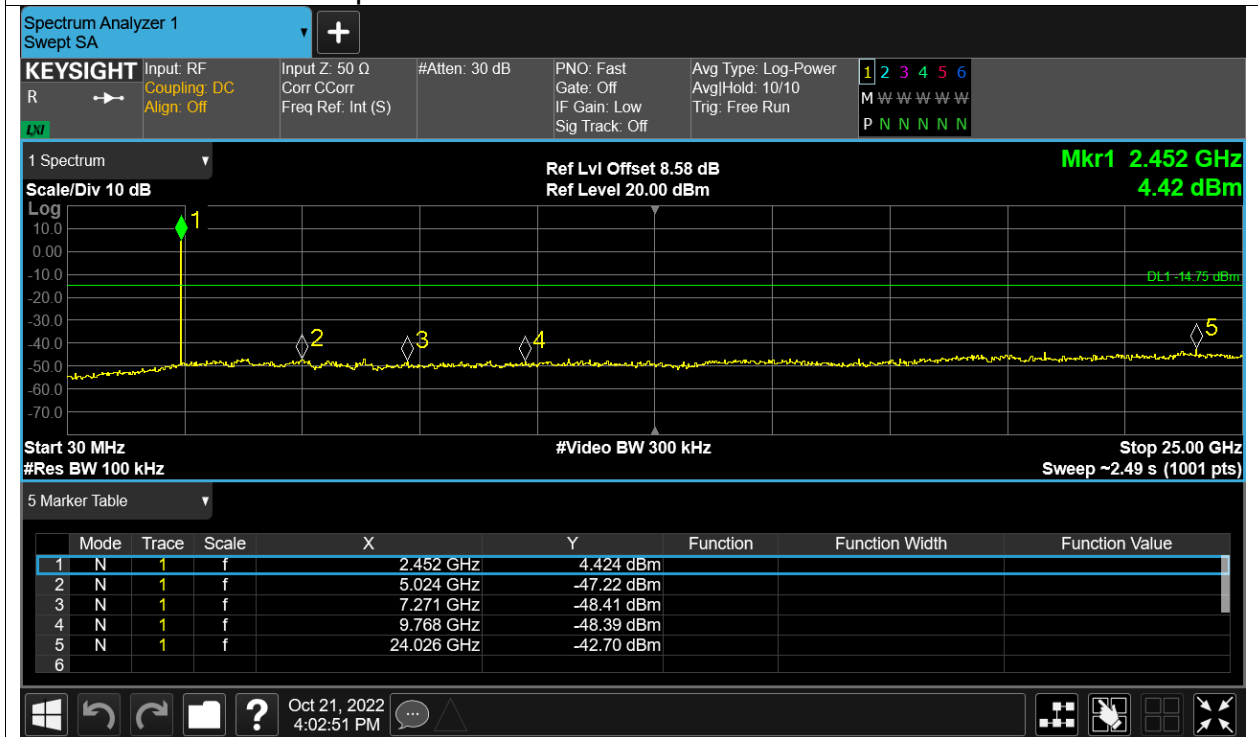 Spectrum Analyzer 1
Swept SA
+
KEYSIGHT Input: RF Input Z: 50 Ω #Atten: 30 dB PNO: Fast Avg Type: Log-Power 1 2 3 4 5 6
R Coupling: DC Corr CCorr Gate: Off Avg|Hold: 10/10 M W W W W W
Align: Off Freq Ref: Int (S) IF Gain: Low Trig: Free Run
LXI Sig Track: Off P N N N N N N
1 Spectrum Ref Lvl Offset 8.58 dB Mkr1 2.452 GHz
Scale/Div 10 dB Ref Level 20.00 dBm 4.42 dBm
Log
1
10.0
0.00
-10.0
DL1 -14.75 dBm
-20.0
-30.0
2 3 4 5
-40.0
-50.0
-60.0
-70.0
Start 30 MHz #Video BW 300 kHz Stop 25.00 GHz
#Res BW 100 kHz Sweep ~2.49 s (1001 pts)
5 Marker Table
Mode Trace Scale X Y Function Function Width Function Value
1 N 1 f 2.452 GHz 4.424 dBm
2 N 1 f 5.024 GHz -47.22 dBm
3 N 1 f 7.271 GHz -48.41 dBm
4 N 1 f 9.768 GHz -48.39 dBm
5 N 1 f 24.026 GHz -42.70 dBm
6
? Oct 21, 2022
4:02:51 PM